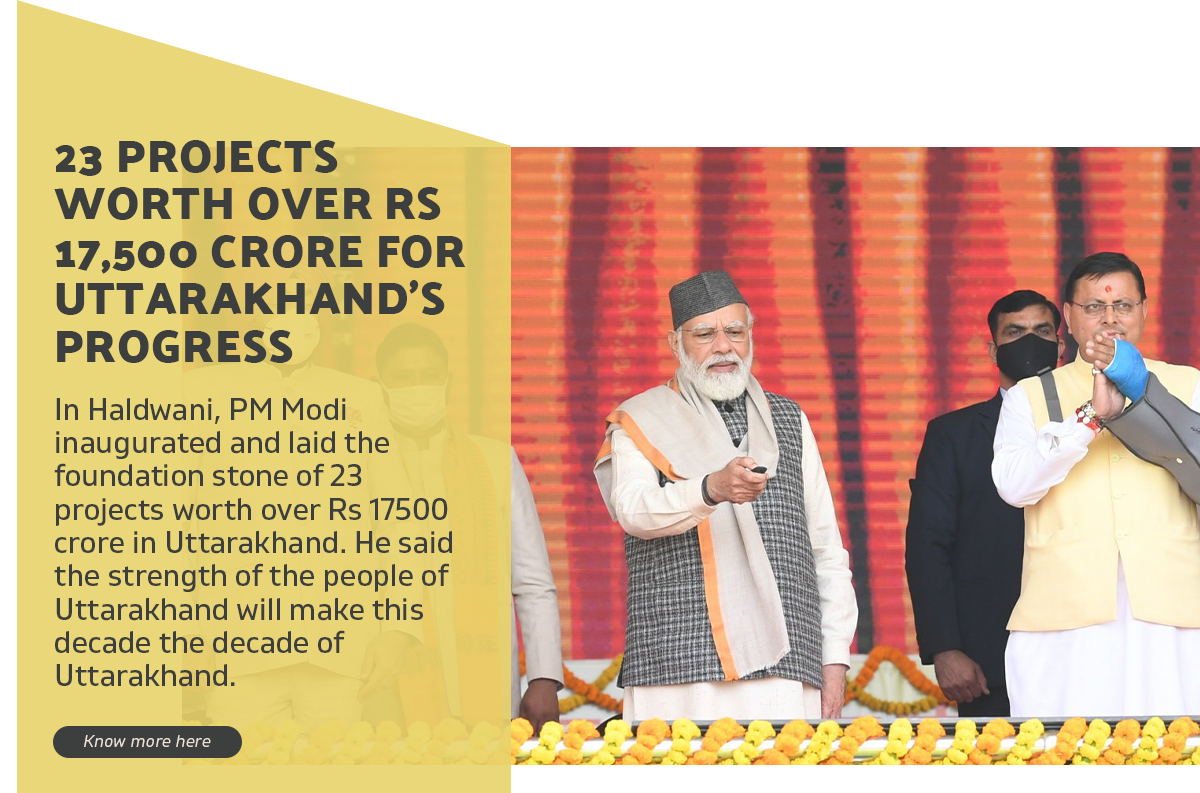 23 PROJECTS
WORTH OVER RS
17,500 CRORE FOR
UTTARAKHAND'S
PROGRESS
In Haldwani, PM Modi
inaugurated and laid the
foundation stone of 23
projects worth over Rs 17500
crore in Uttarakhand. He said
the strength of the people of
Uttarakhand will make this
decade the decade of
Uttarakhand.
Know more here